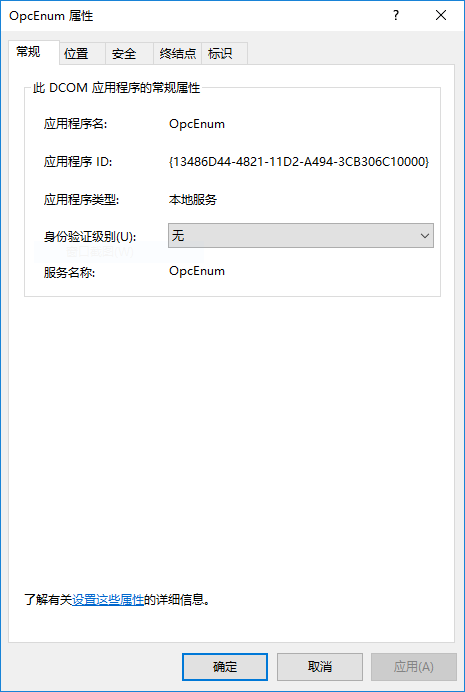 OpcEnum 属性
常规 位置 安全 终结点 标识
此 DCOM 应用程序的常规属性
应用程序名: OpcEnum
应用程序 ID: {13486D44-4821-11D2-A494-3CB306C10000}
应用程序类型: 本地服务
身份验证级别(U): 无
服务名称: OpcEnum
了解有关设置这些属性的详细信息。
确定 取消 应用(A)